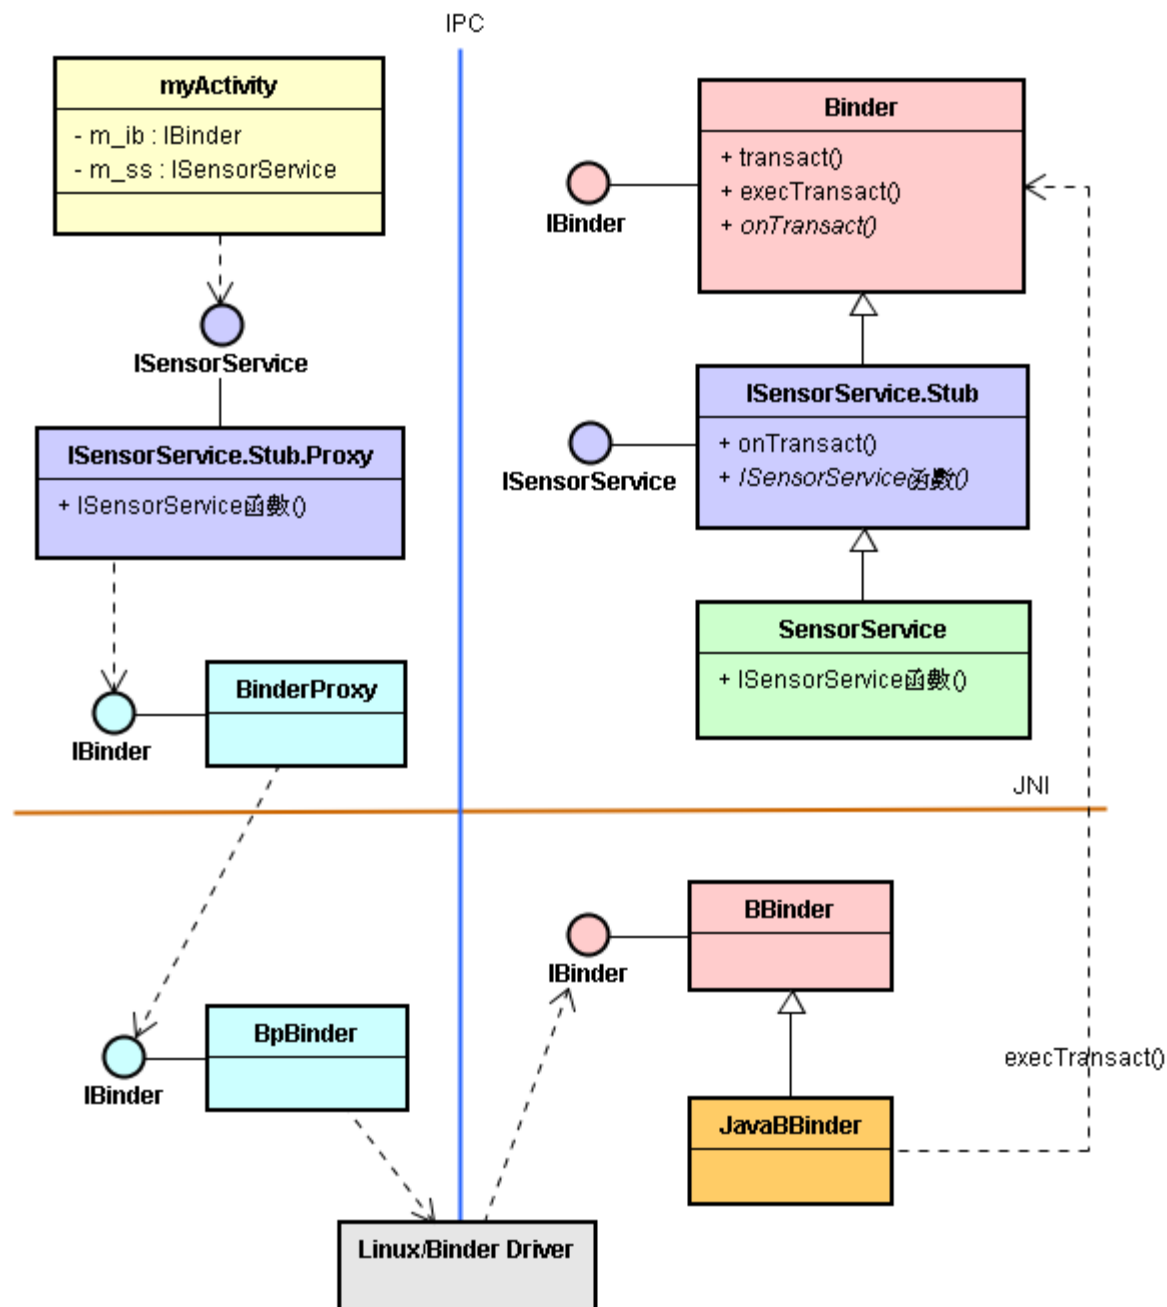 IPC
myActivity
- m_ib : IBinder
- m_ss : ISensorService
ISensorService
ISensorService.Stub.Proxy
+ ISensorService函數()
IBinder
BinderProxy
Binder
+ transact()
+ execTransact()
+ onTransact()
IBinder
ISensorService.Stub
+ onTransact()
+ ISensorService函數()
ISensorService
SensorService
+ ISensorService函數()
JNI
BpBinder
IBinder
BBinder
IBinder
JavaBBinder
execTransact()
Linux/Binder Driver